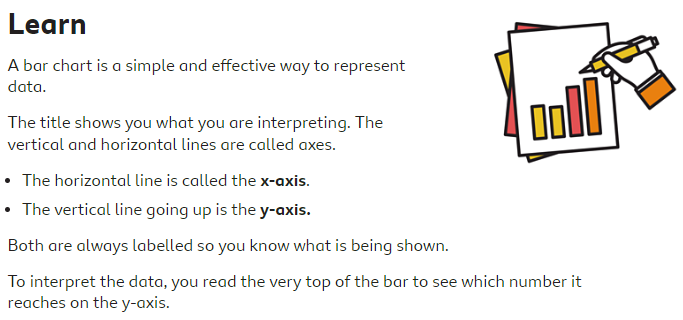 Learn
A bar chart is a simple and effective way to represent
data.
The title shows you what you are interpreting. The
vertical and horizontal lines are called axes.
• The horizontal line is called the x-axis.
• The vertical line going up is the y-axis.
Both are always labelled so you know what is being shown.
To interpret the data, you read the very top of the bar to see which number it
reaches on the y-axis.